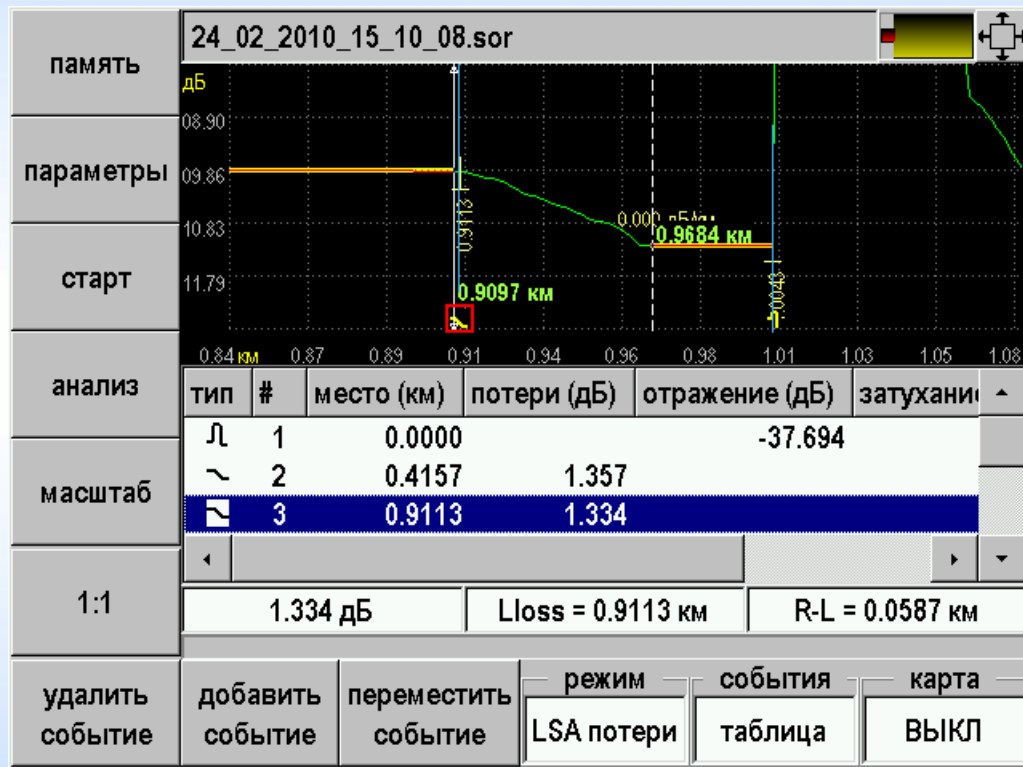 память
24_02_2010_15_10_08.sor
дБ
08.90
параметры
09.86
0.9113
0.000 дБ/км
10.83
0.9684 км
старт
11.79
0.9097 км
0.84 км 0.87 0.89 0.91 0.94 0.96 0.98 1.01 1.03 1.05 1.08
анализ
тип # место (км) потери (дБ) отражение (дБ)
1 0.0000 -37.694
2 0.4157 1.357
масштаб
3 0.9113 1.334
1:1
1.334 дБ Lloss = 0.9113 км R-L = 0.0587 км
удалить событие
добавить событие
переместить событие
режим
LSA потери
события
таблица
карта
ВЫКЛ